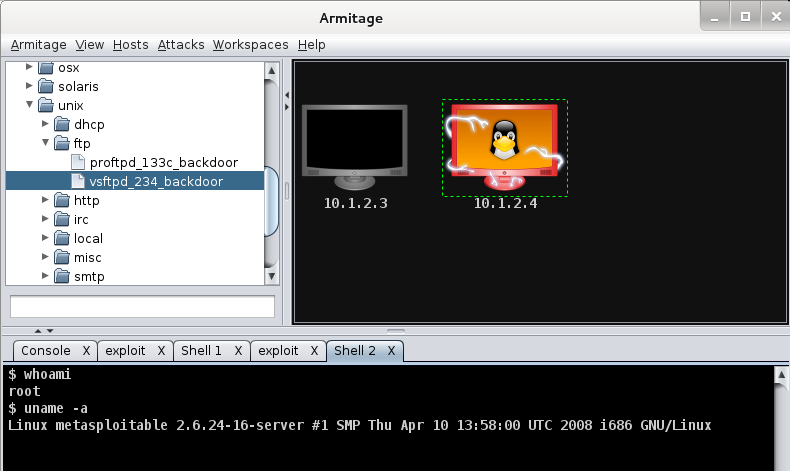 Armitage
Armitage View Hosts Attacks Workspaces Help
osx
solaris
unix
dhcp
ftp
proftpd_133c_backdoor
vsftpd_234_backdoor
http
irc
local
misc
smtp
10.1.2.3
10.1.2.4
Console X exploit X Shell 1 X exploit X Shell 2 X
$ whoami
root
$ uname -a
Linux metasploitable 2.6.24-16-server #1 SMP Thu Apr 10 13:58:00 UTC 2008 i686 GNU/Linux